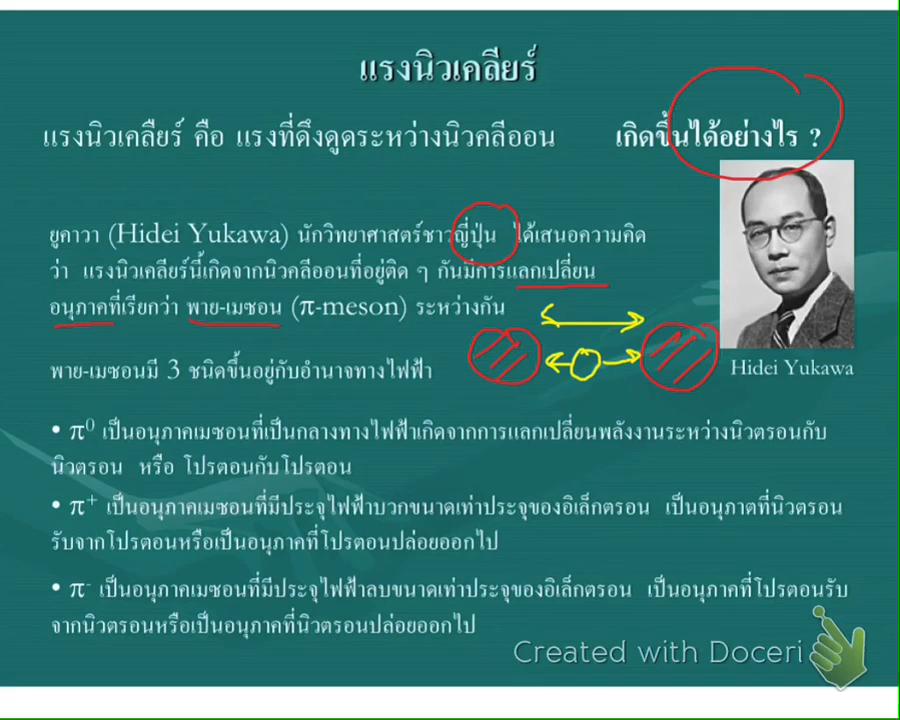 แรงนิวเคลียร์
แรงนิวเคลียร์ คือ แรงที่ดึงดูดระหว่างนิวคลีออน เกิดขึ้นได้อย่างไร ?
ยูคาวา (Hidei Yukawa) นักวิทยาศาสตร์ชาวญี่ปุ่น ได้เสนอความคิด
ว่า แรงนิวเคลียร์นี้เกิดจากนิวคลีออนที่อยู่ติด ๆ กันมีการแลกเปลี่ยน
อนุภาคที่เรียกว่า พาย-เมซอน (π-meson) ระหว่างกัน
Hidei Yukawa
พาย-เมซอนมี 3 ชนิดขึ้นอยู่กับอำนาจทางไฟฟ้า
• π⁰ เป็นอนุภาคเมซอนที่เป็นกลางทางไฟฟ้าเกิดจากการแลกเปลี่ยนพลังงานระหว่างนิวตรอนกับ
นิวตรอน หรือ โปรตอนกับโปรตอน
• π⁺ เป็นอนุภาคเมซอนที่มีประจุไฟฟ้าบวกขนาดเท่าประจุของอิเล็กตรอน เป็นอนุภาตที่นิวตรอน
รับจากโปรตอนหรือเป็นอนุภาคที่โปรตอนปล่อยออกไป
• π⁻ เป็นอนุภาคเมซอนที่มีประจุไฟฟ้าลบขนาดเท่าประจุของอิเล็กตรอน เป็นอนุภาคที่โปรตอนรับ
จากนิวตรอนหรือเป็นอนุภาคที่นิวตรอนปล่อยออกไป
Created with Doceri